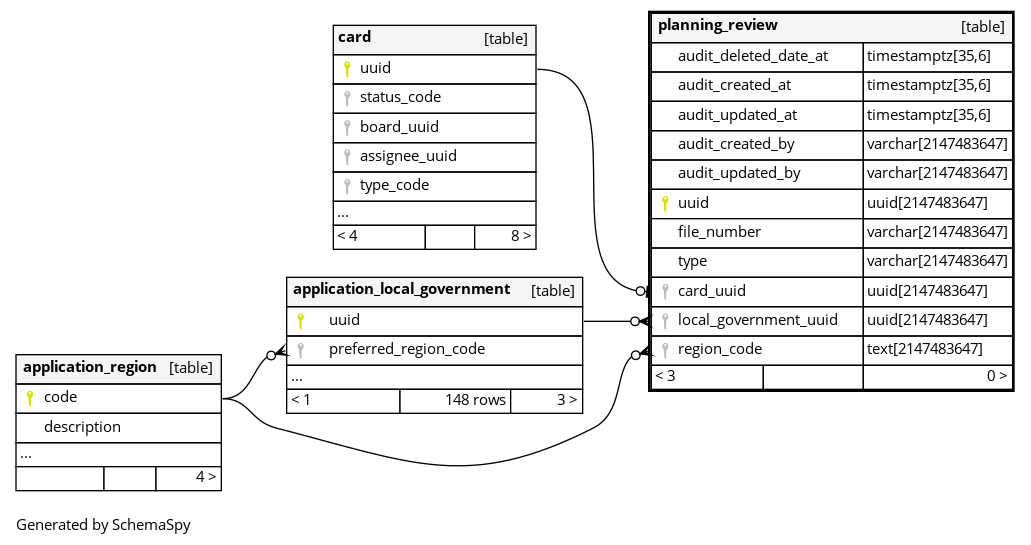 card [table]
uuid
status_code
board_uuid
assignee_uuid
type_code
...
< 4 8 >
planning_review [table]
audit_deleted_date_at timestamptz[35,6]
audit_created_at timestamptz[35,6]
audit_updated_at timestamptz[35,6]
audit_created_by varchar[2147483647]
audit_updated_by varchar[2147483647]
uuid uuid[2147483647]
file_number varchar[2147483647]
type varchar[2147483647]
card_uuid uuid[2147483647]
local_government_uuid uuid[2147483647]
region_code text[2147483647]
< 3 0 >
application_local_government [table]
uuid
preferred_region_code
...
< 1 148 rows 3 >
application_region [table]
code
description
...
4 >
Generated by SchemaSpy